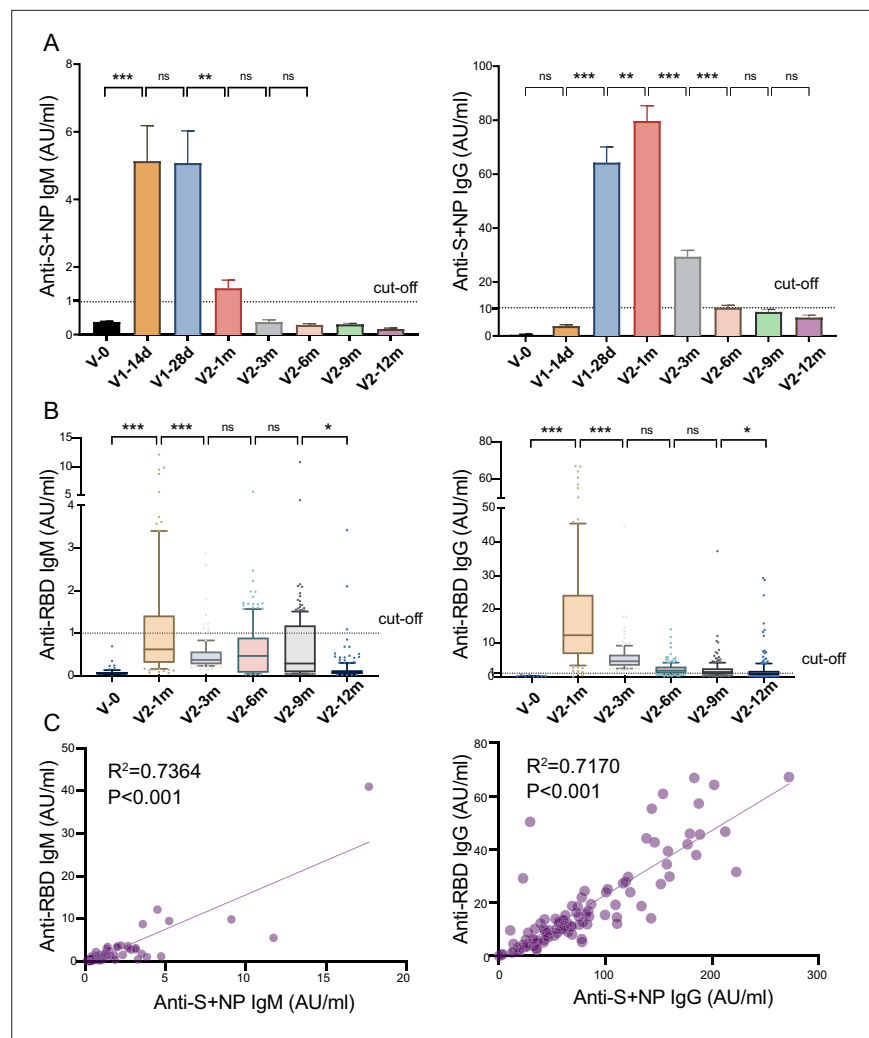 A
*** ns ** ns ns
Anti-S+NP IgM (AU/ml)
8
6
4
2
1
0
cut-off
V-0 V1-14d V1-28d V2-1m V2-3m V2-6m V2-9m V2-12m
ns *** ** *** *** ns ns
Anti-S+NP IgG (AU/ml)
100
80
60
40
20
10
0
cut-off
V-0 V1-14d V1-28d V2-1m V2-3m V2-6m V2-9m V2-12m
B
*** *** ns ns *
Anti-RBD IgM (AU/ml)
15
10
5
4
3
2
1
0
cut-off
V-0 V2-1m V2-3m V2-6m V2-9m V2-12m
*** *** ns ns *
Anti-RBD IgG (AU/ml)
80
60
50
40
30
20
10
1
0
cut-off
V-0 V2-1m V2-3m V2-6m V2-9m V2-12m
C
R²=0.7364
P<0.001
Anti-RBD IgM (AU/ml)
50
40
30
20
10
0
0 5 10 15 20
Anti-S+NP IgM (AU/ml)
R²=0.7170
P<0.001
Anti-RBD IgG (AU/ml)
80
60
40
20
0
0 100 200 300
Anti-S+NP IgG (AU/ml)